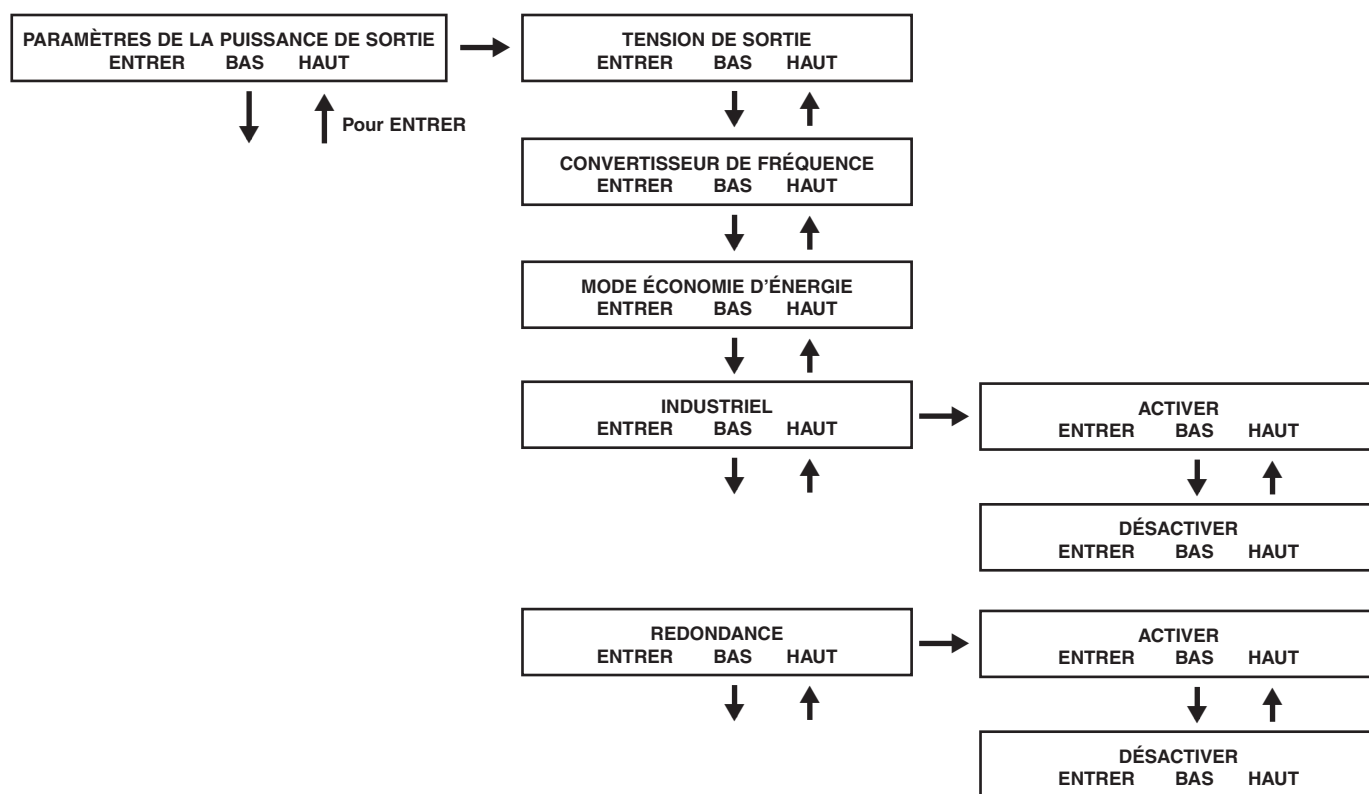 PARAMÈTRES DE LA PUISSANCE DE SORTIE
ENTRER BAS HAUT
Pour ENTRER
TENSION DE SORTIE
ENTRER BAS HAUT
CONVERTISSEUR DE FRÉQUENCE
ENTRER BAS HAUT
MODE ÉCONOMIE D'ÉNERGIE
ENTRER BAS HAUT
INDUSTRIEL
ENTRER BAS HAUT
ACTIVER
ENTRER BAS HAUT
DÉSACTIVER
ENTRER BAS HAUT
REDONDANCE
ENTRER BAS HAUT
ACTIVER
ENTRER BAS HAUT
DÉSACTIVER
ENTRER BAS HAUT